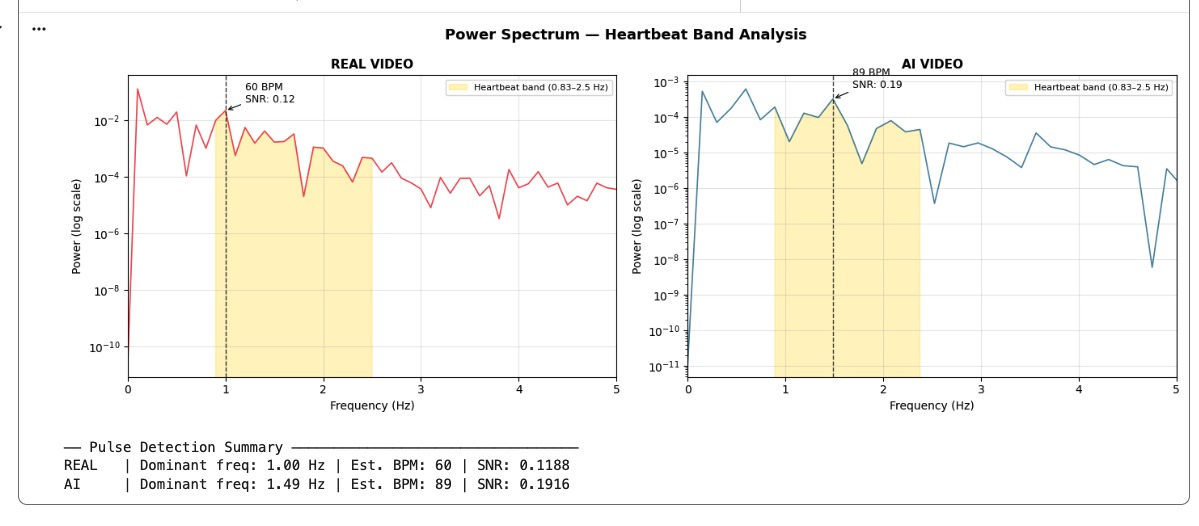 •••
Power Spectrum — Heartbeat Band Analysis
REAL VIDEO
60 BPM
SNR: 0.12
Heartbeat band (0.83–2.5 Hz)
Power (log scale)
10⁻²
10⁻⁴
10⁻⁶
10⁻⁸
10⁻¹⁰
0 1 2 3 4 5
Frequency (Hz)
AI VIDEO
89 BPM
SNR: 0.19
Heartbeat band (0.83–2.5 Hz)
Power (log scale)
10⁻³
10⁻⁴
10⁻⁵
10⁻⁶
10⁻⁷
10⁻⁸
10⁻⁹
10⁻¹⁰
10⁻¹¹
0 1 2 3 4 5
Frequency (Hz)
── Pulse Detection Summary ──────────────────────────────
REAL | Dominant freq: 1.00 Hz | Est. BPM: 60 | SNR: 0.1188
AI | Dominant freq: 1.49 Hz | Est. BPM: 89 | SNR: 0.1916